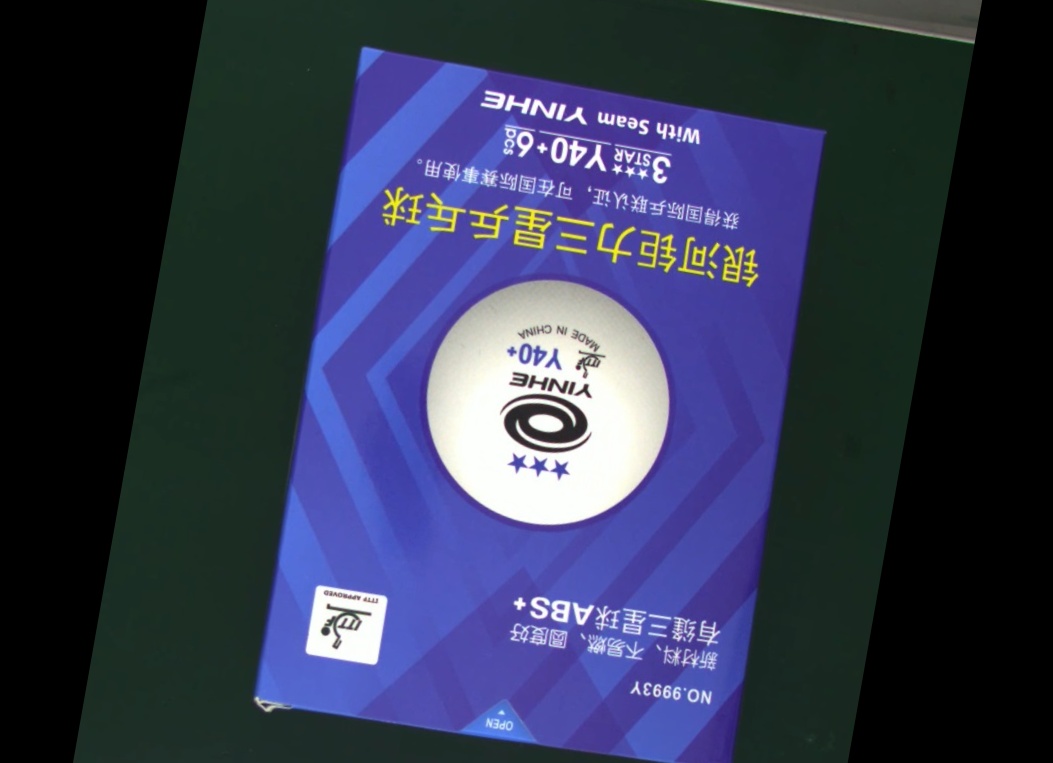 OPEN
NO.9993Y
新材料、不易燃、圆度好
有缝三星球ABS+
ITTF APPROVED
YINHE
Y40+
MADE IN CHINA
银河钜力三星乒乓球
获得国际乒联认证，可在国际赛事使用。
3 STAR Y40+ 6 pcs
With Seam YINHE